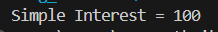 Simple Interest = 100